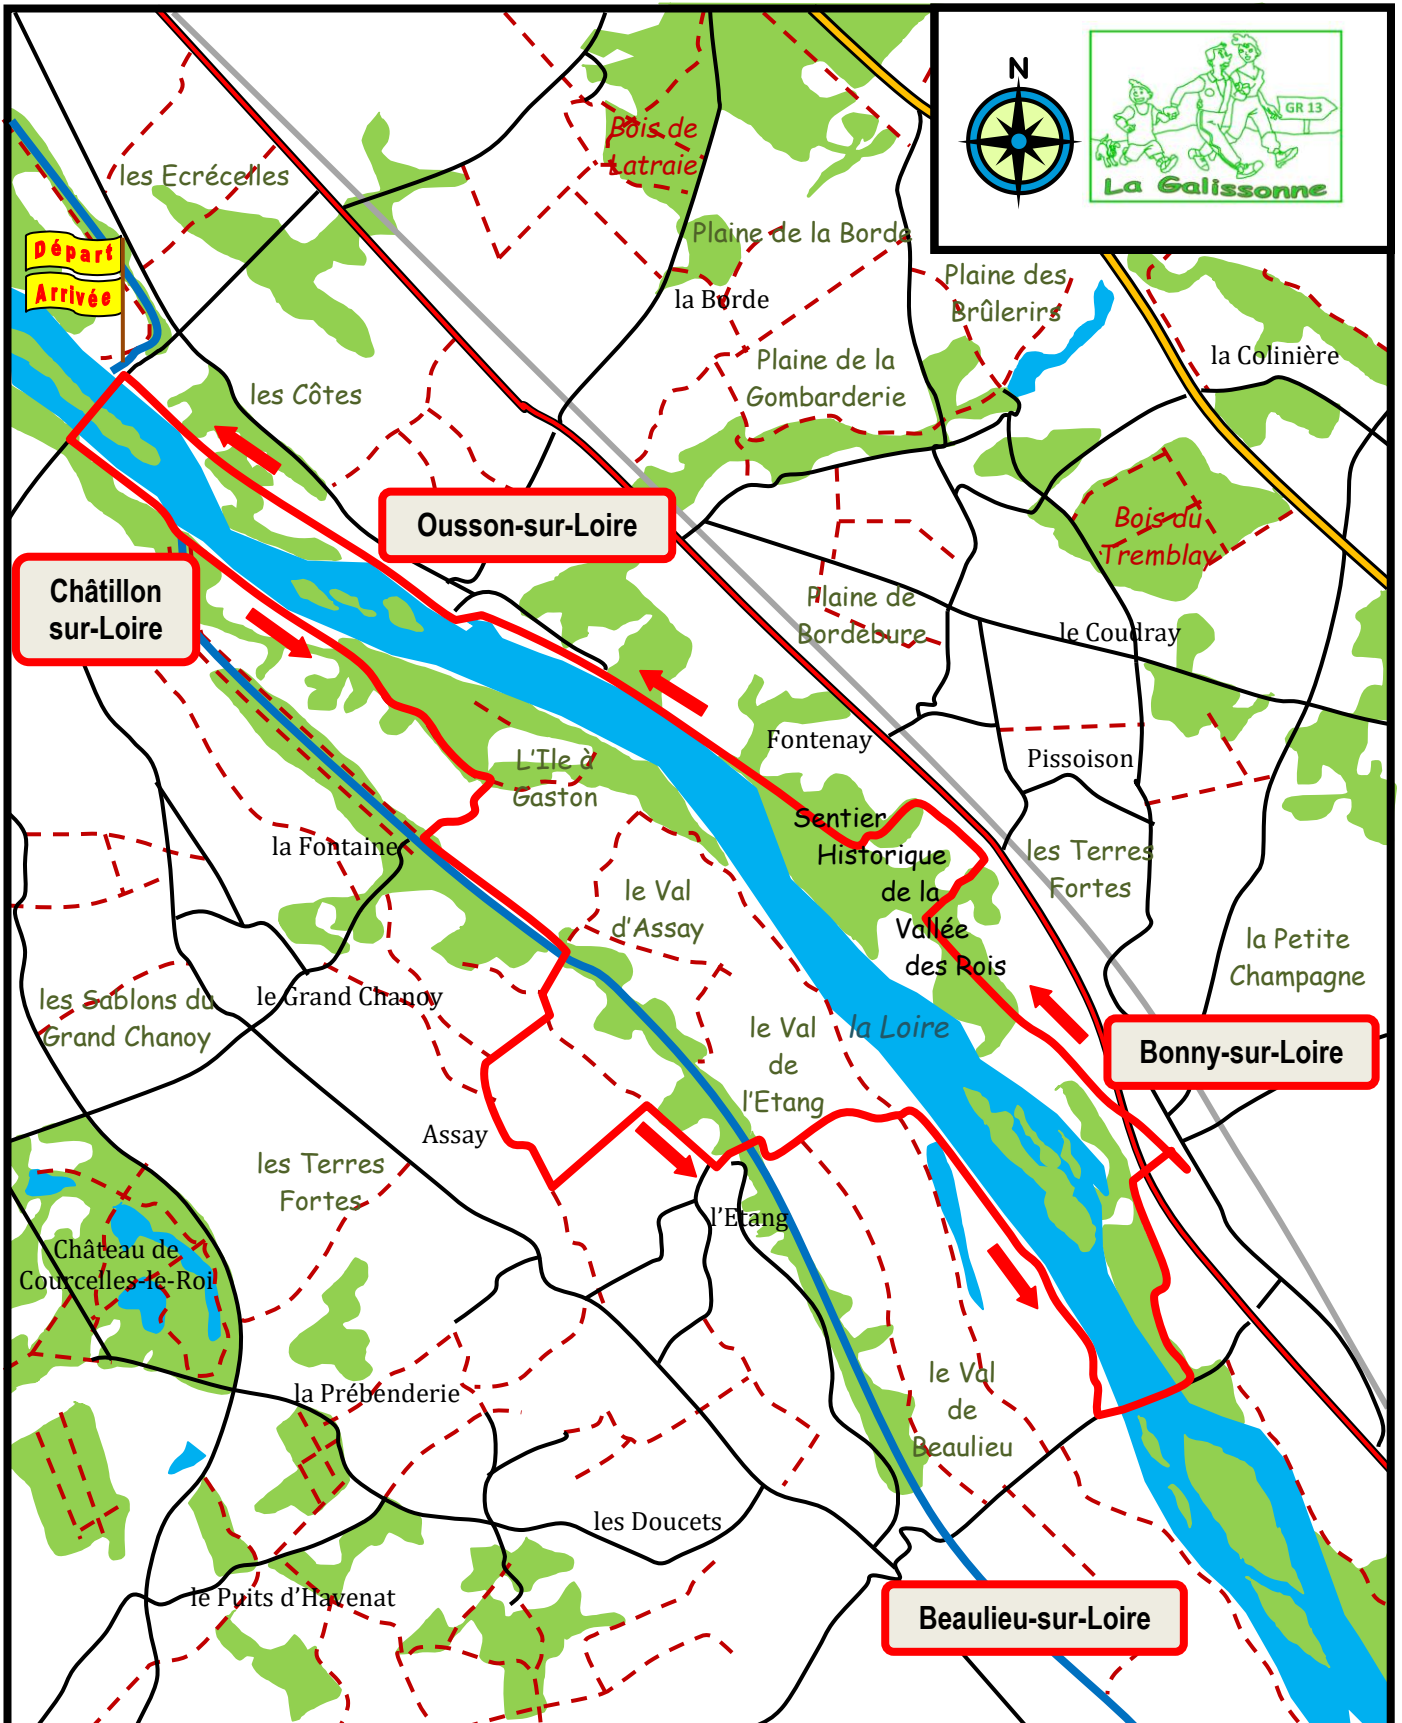 N
GR 13
La Galissonne
Bois de
Latraie
les Ecrécelles
Départ
Arrivée
Plaine de la Borde
la Borde
Plaine des
Brûlerirs
la Colinière
Plaine de la
Gombarderie
les Côtes
Ousson-sur-Loire
Bois du
Tremblay
Châtillon
sur-Loire
Plaine de
Bordebure
le Coudray
Fontenay
Pissoison
L'Ile à
Gaston
Sentier
Historique
de la
Vallée
des Rois
la Fontaine
les Terres
Fortes
le Val
d'Assay
la Petite
Champagne
les Sablons du
Grand Chanoy
le Grand Chanoy
le Val
de
l'Etang
la Loire
Bonny-sur-Loire
Assay
les Terres
Fortes
l'Etang
Château de
Courcelles-le-Roi
la Prébenderie
le Val
de
Beaulieu
les Doucets
le Puits d'Havenat
Beaulieu-sur-Loire